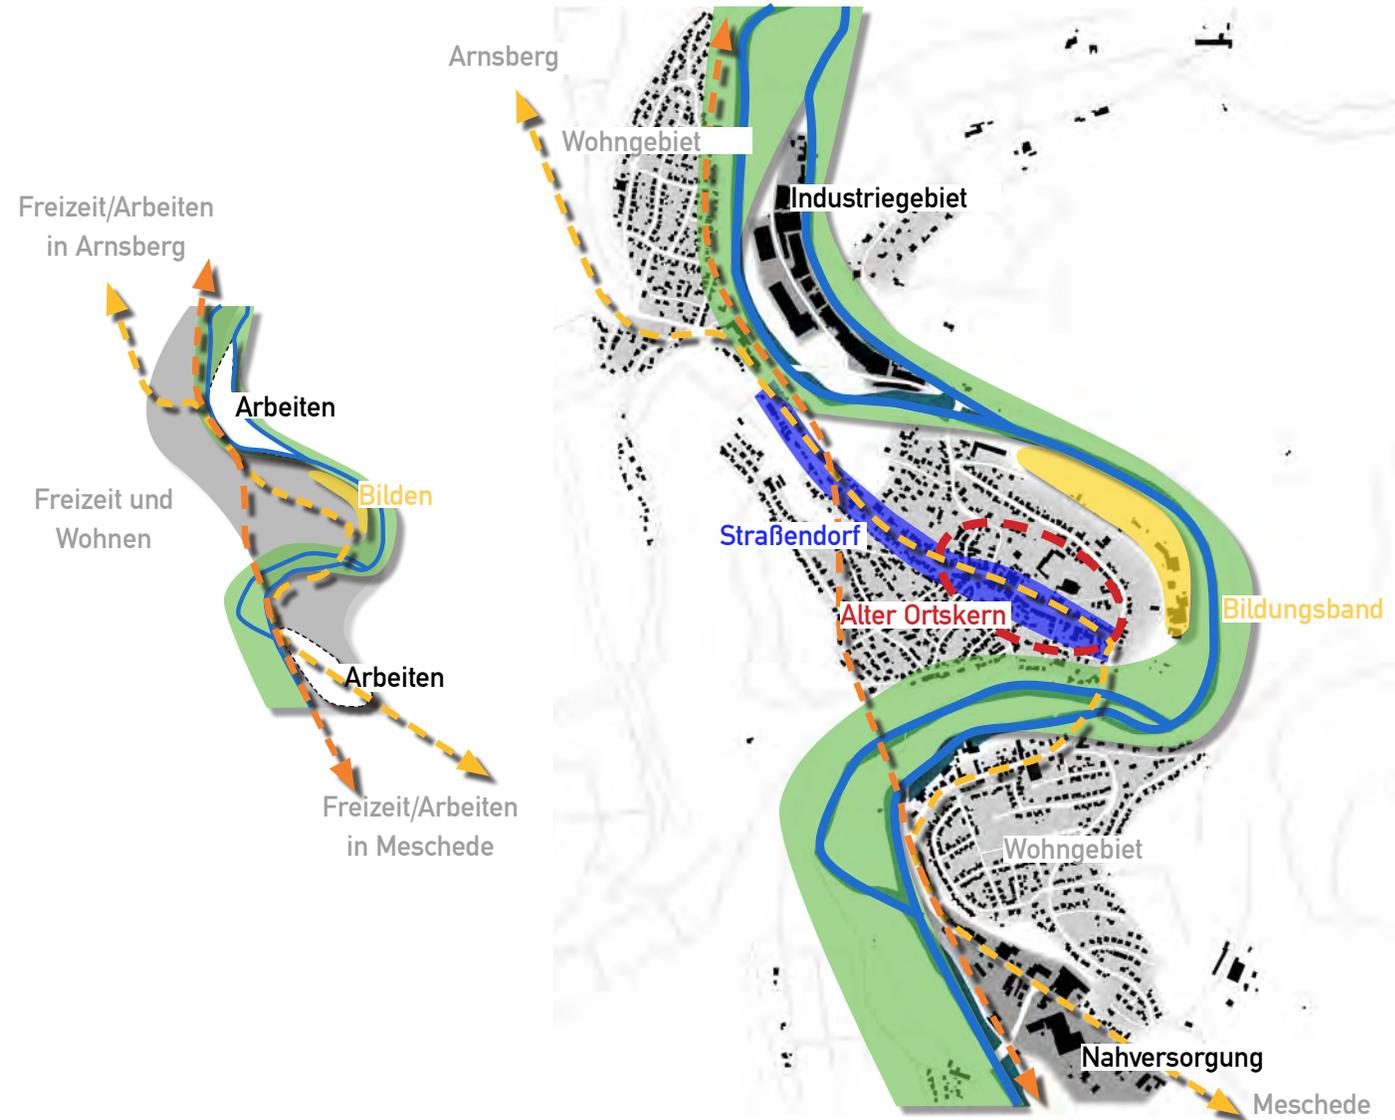 Freizeit/Arbeiten
in Arnsberg
Arbeiten
Bilden
Freizeit und
Wohnen
Arbeiten
Freizeit/Arbeiten
in Meschede
Arnsberg
Wohngebiet
Industriegebiet
Straßendorf
Alter Ortskern
Bildungsband
Wohngebiet
Nahversorgung
Meschede